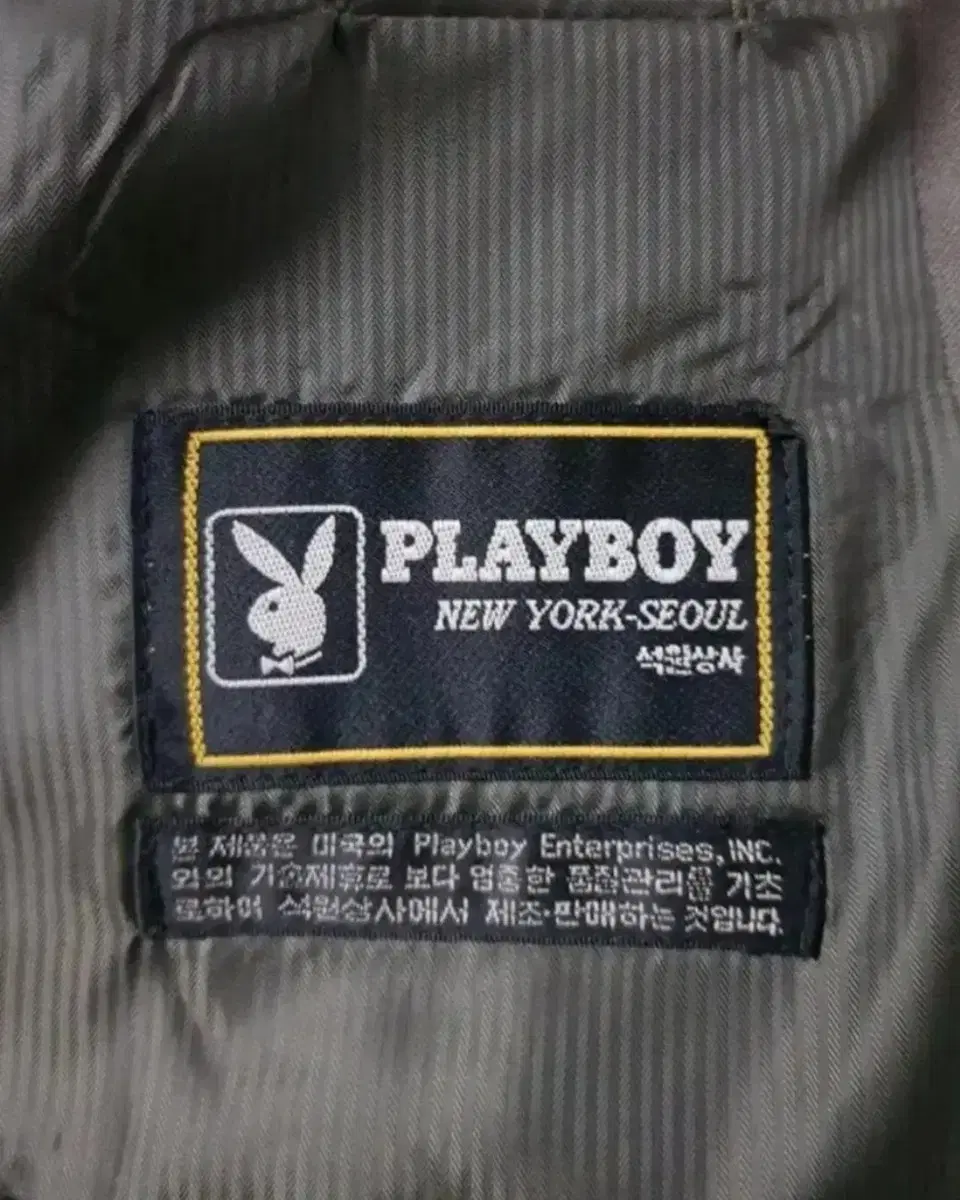 PLAYBOY
NEW YORK-SEOUL
석원상사
본 제품은 미국의 Playboy Enterprises, INC.
와의 기술제휴로 보다 엄중한 품질관리를 기초
로하여 석원상사에서 제조·판매하는 것입니다.